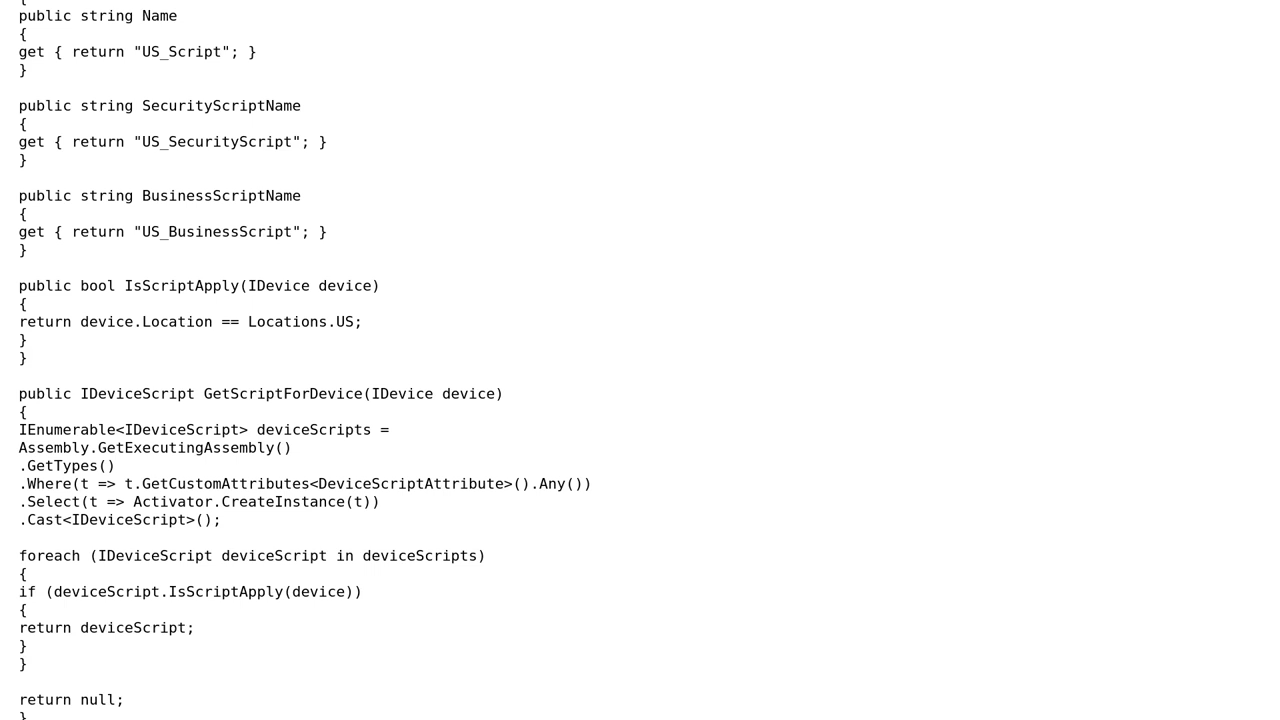 {
public string Name
{
get { return "US_Script"; }
}

public string SecurityScriptName
{
get { return "US_SecurityScript"; }
}

public string BusinessScriptName
{
get { return "US_BusinessScript"; }
}

public bool IsScriptApply(IDevice device)
{
return device.Location == Locations.US;
}
}

public IDeviceScript GetScriptForDevice(IDevice device)
{
IEnumerable<IDeviceScript> deviceScripts =
Assembly.GetExecutingAssembly()
.GetTypes()
.Where(t => t.GetCustomAttributes<DeviceScriptAttribute>().Any())
.Select(t => Activator.CreateInstance(t))
.Cast<IDeviceScript>();

foreach (IDeviceScript deviceScript in deviceScripts)
{
if (deviceScript.IsScriptApply(device))
{
return deviceScript;
}
}

return null;
}